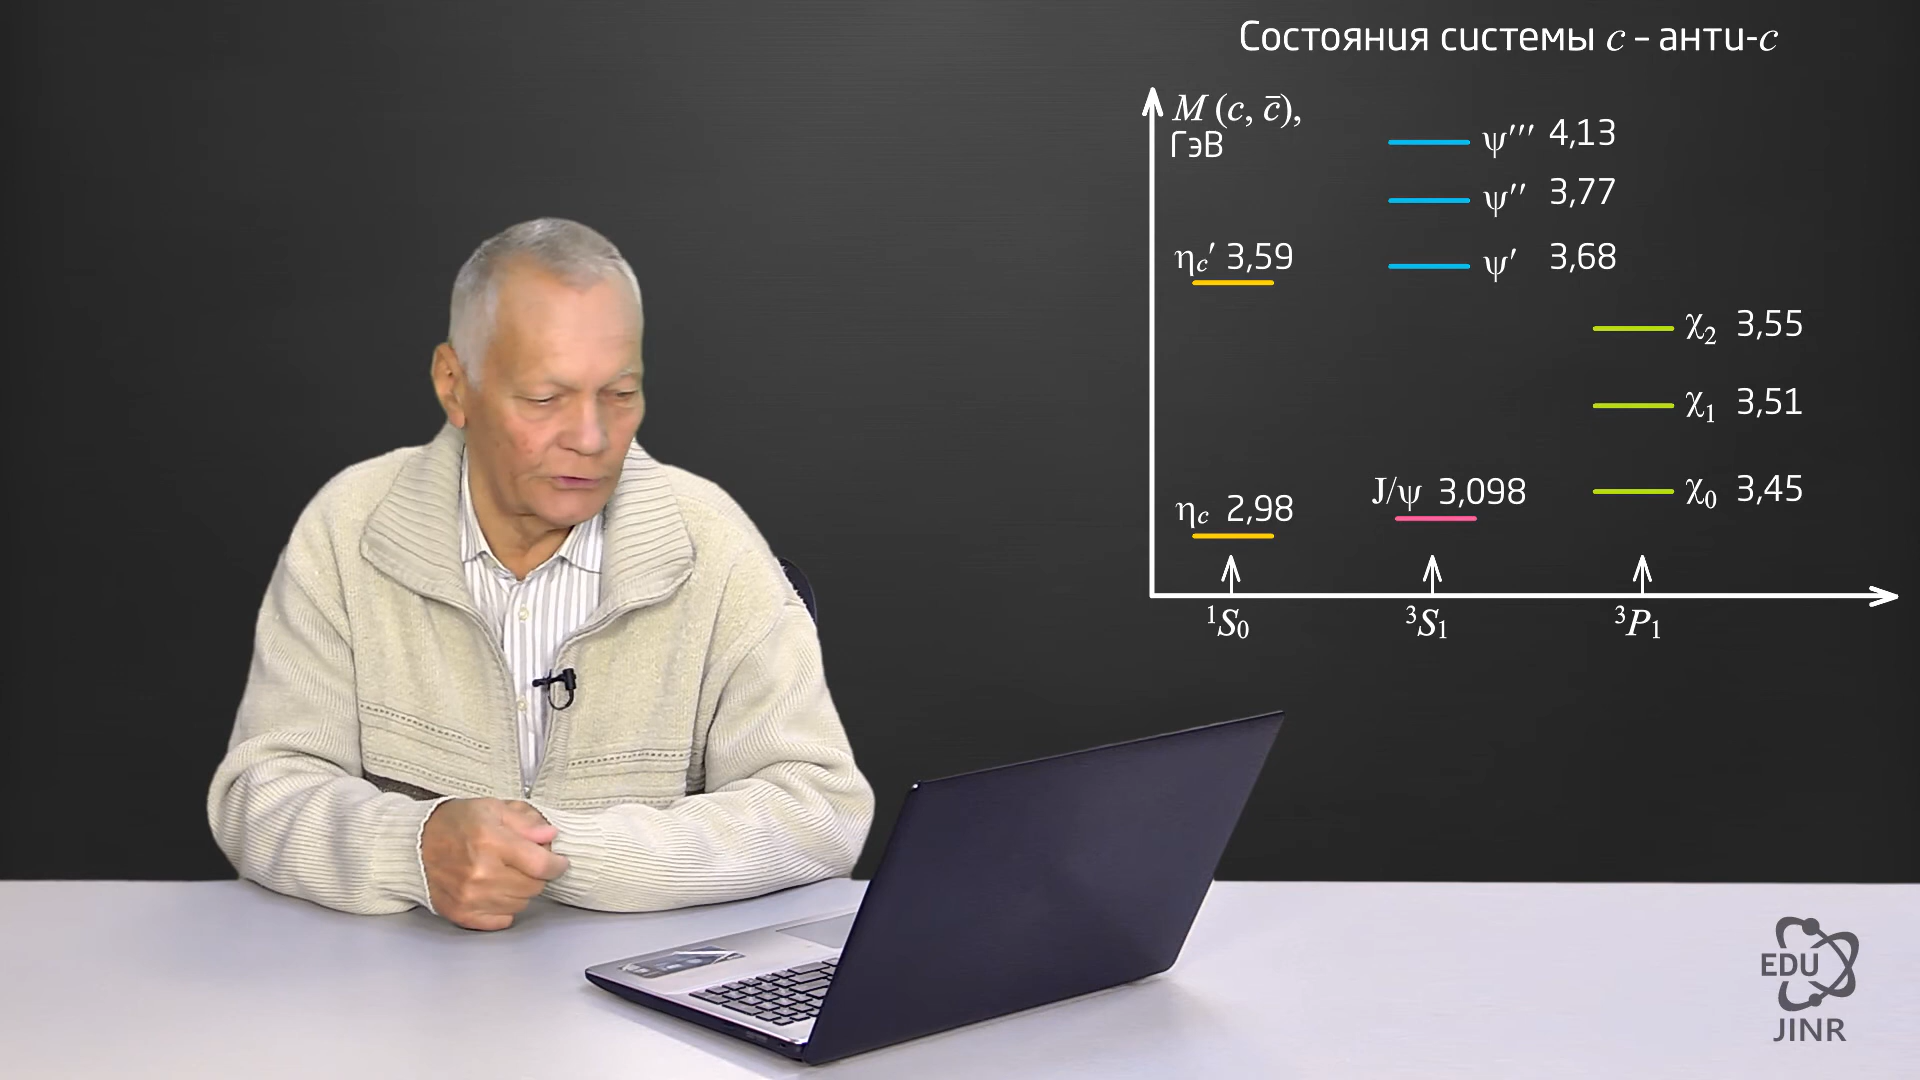 Состояния системы c – анти-c
M (c, c̄),
ГэВ
ψ′′′ 4,13
ψ′′ 3,77
ηc′ 3,59
ψ′ 3,68
χ2 3,55
χ1 3,51
ηc 2,98
J/ψ 3,098
χ0 3,45
¹S0
³S1
³P1
EDU
JINR